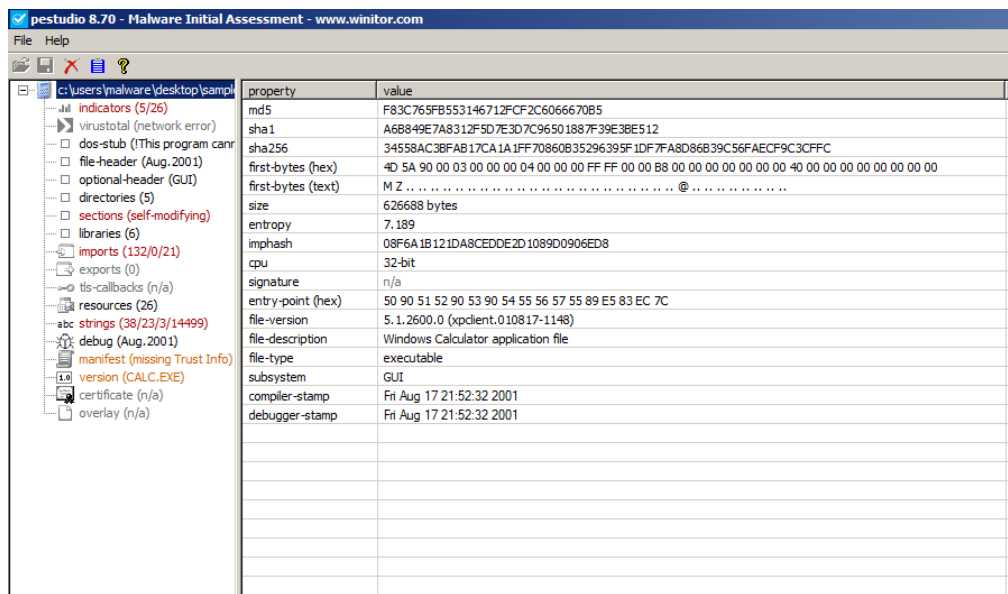 pestudio 8.70 - Malware Initial Assessment - www.winitor.com
File Help
c:\users\malware\desktop\sampl
indicators (5/26)
virustotal (network error)
dos-stub (!This program canr
file-header (Aug.2001)
optional-header (GUI)
directories (5)
sections (self-modifying)
libraries (6)
imports (132/0/21)
exports (0)
tls-callbacks (n/a)
resources (26)
abc strings (38/23/3/14499)
debug (Aug.2001)
manifest (missing Trust Info)
1.0 version (CALC.EXE)
certificate (n/a)
overlay (n/a)
property value
md5 F83C765FB553146712FCF2C6066670B5
sha1 A6B849E7A8312F5D7E3D7C96501887F39E3BE512
sha256 34558AC3BFAB17CA1A1FF70860B35296395F1DF7FA8D86B39C56FAECF9C3CFFC
first-bytes (hex) 4D 5A 90 00 03 00 00 00 04 00 00 00 FF FF 00 00 B8 00 00 00 00 00 00 00 40 00 00 00 00 00 00 00
first-bytes (text) M Z .. .. .. .. .. .. .. .. .. .. .. .. .. .. .. .. .. .. .. .. @ .. .. .. .. .. .. ..
size 626688 bytes
entropy 7.189
imphash 08F6A1B121DA8CEDDE2D1089D0906ED8
cpu 32-bit
signature n/a
entry-point (hex) 50 90 51 52 90 53 90 54 55 56 57 55 89 E5 83 EC 7C
file-version 5.1.2600.0 (xpclient.010817-1148)
file-description Windows Calculator application file
file-type executable
subsystem GUI
compiler-stamp Fri Aug 17 21:52:32 2001
debugger-stamp Fri Aug 17 21:52:32 2001